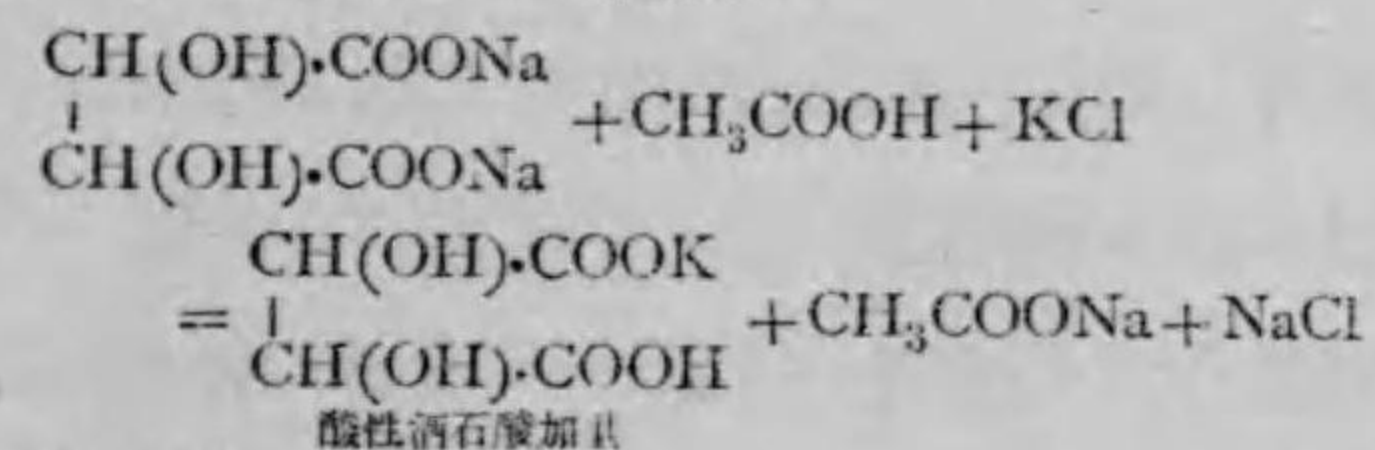 CH(OH)·COONa
+CH₃COOH+KCl
CH(OH)·COONa
CH(OH)·COOK
= +CH₃COONa+NaCl
CH(OH)·COOH
酸性酒石酸加